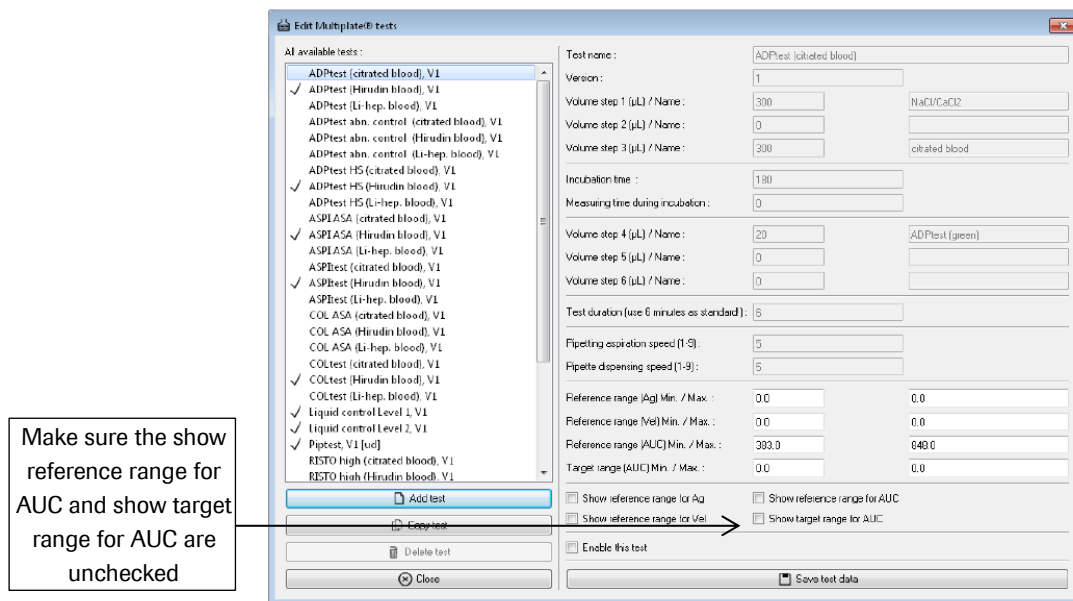 Edit Multiplate® tests
All available tests :
ADPtest (citrated blood), V1
ADPtest (Hirudin blood), V1
ADPtest (Li-hep. blood), V1
ADPtest abn. control (citrated blood), V1
ADPtest abn. control (Hirudin blood), V1
ADPtest abn. control (Li-hep. blood), V1
ADPtest HS (citrated blood), V1
ADPtest HS (Hirudin blood), V1
ADPtest HS (Li-hep. blood), V1
ASPI ASA (citrated blood), V1
ASPI ASA (Hirudin blood), V1
ASPI ASA (Li-hep. blood), V1
ASPItest (citrated blood), V1
ASPItest (Hirudin blood), V1
ASPItest (Li-hep. blood), V1
COL ASA (citrated blood), V1
COL ASA (Hirudin blood), V1
COL ASA (Li-hep. blood), V1
COLtest (citrated blood), V1
COLtest (Hirudin blood), V1
COLtest (Li-hep. blood), V1
Liquid control Level 1, V1
Liquid control Level 2, V1
Piptest, V1 [ud]
RISTO high (citrated blood), V1
RISTO high (Hirudin blood), V1
Add test
Copy test
Delete test
Close
Test name : ADPtest (citrated blood)
Version : 1
Volume step 1 (µL) / Name : 300 NaCl/CaCl2
Volume step 2 (µL) / Name : 0
Volume step 3 (µL) / Name : 300 citrated blood
Incubation time : 180
Measuring time during incubation : 0
Volume step 4 (µL) / Name : 20 ADPtest (green)
Volume step 5 (µL) / Name : 0
Volume step 6 (µL) / Name : 0
Test duration (use 6 minutes as standard!) : 6
Pipetting aspiration speed (1-9) : 5
Pipette dispensing speed (1-9) : 5
Reference range (Ag) Min. / Max. : 0.0 0.0
Reference range (Vel) Min. / Max. : 0.0 0.0
Reference range (AUC) Min. / Max. : 383.0 848.0
Target range (AUC) Min. / Max. : 0.0 0.0
Show reference range for Ag Show reference range for AUC
Show reference range for Vel Show target range for AUC
Enable this test
Save test data
Make sure the show
reference range for
AUC and show target
range for AUC are
unchecked